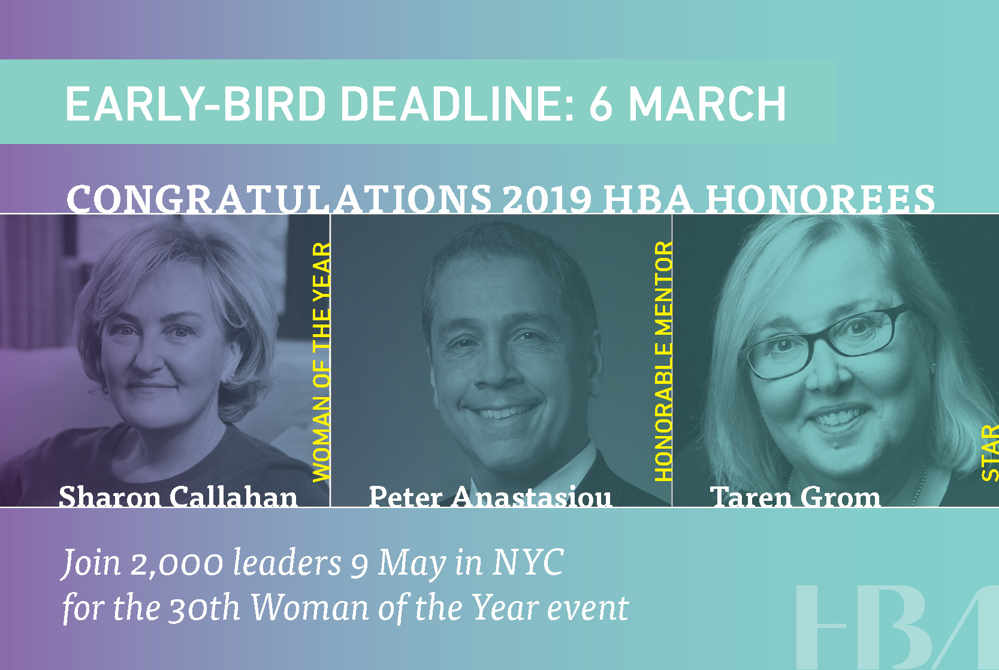 EARLY-BIRD DEADLINE: 6 MARCH
CONGRATULATIONS 2019 HBA HONOREES
WOMAN OF THE YEAR
Sharon Callahan
HONORABLE MENTOR
Peter Anastasiou
STAR
Taren Grom
Join 2,000 leaders 9 May in NYC
for the 30th Woman of the Year event
HBA